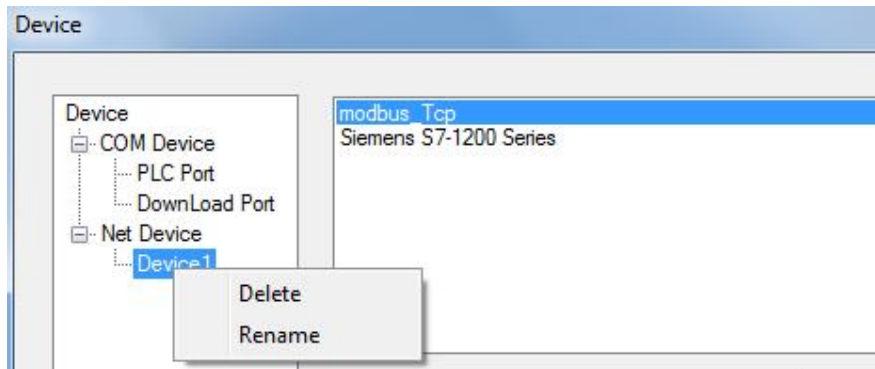 Device
Device
COM Device
PLC Port
DownLoad Port
Net Device
Device1
modbus_Tcp
Siemens S7-1200 Series
Delete
Rename